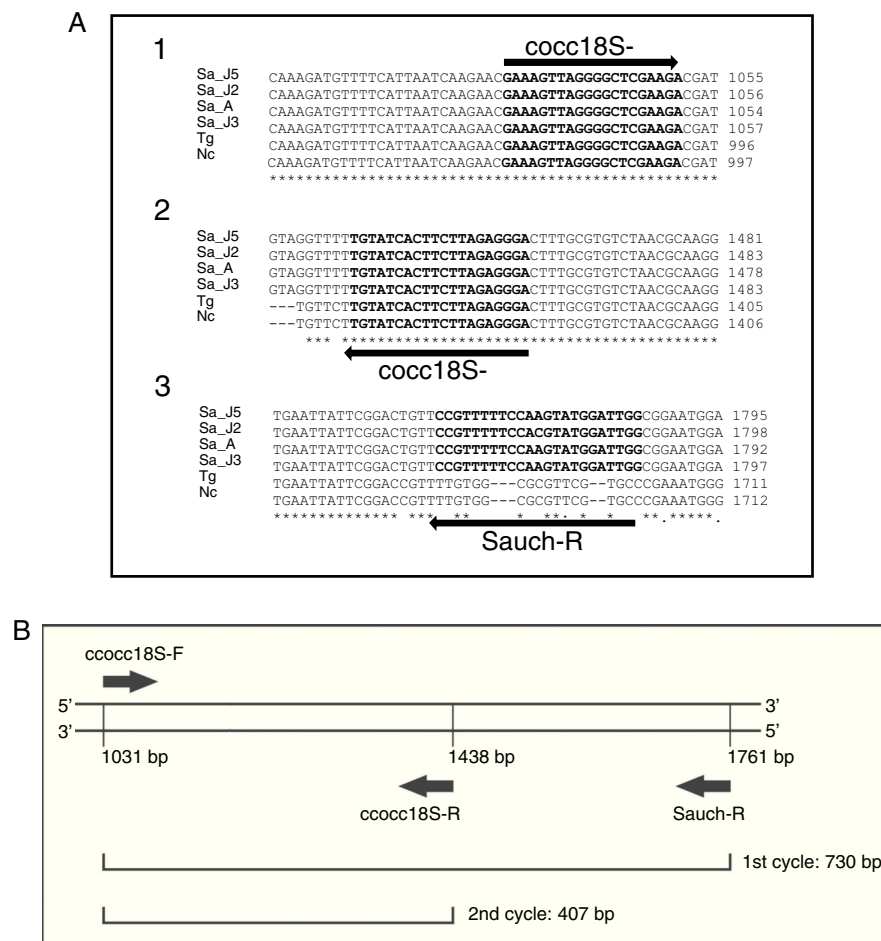 A
1
cocc18S-
Sa_J5 CAAAGATGTTTTCATTAATCAAGAACGAAAGTTAGGGGCTCGAAGACGAT 1055
Sa_J2 CAAAGATGTTTTCATTAATCAAGAACGAAAGTTAGGGGCTCGAAGACGAT 1056
Sa_A CAAAGATGTTTTCATTAATCAAGAACGAAAGTTAGGGGCTCGAAGACGAT 1054
Sa_J3 CAAAGATGTTTTCATTAATCAAGAACGAAAGTTAGGGGCTCGAAGACGAT 1057
Tg CAAAGATGTTTTCATTAATCAAGAACGAAAGTTAGGGGCTCGAAGACGAT 996
Nc CAAAGATGTTTTCATTAATCAAGAACGAAAGTTAGGGGCTCGAAGACGAT 997
**************************************************
2
Sa_J5 GTAGGTTTTTGTATCACTTCTTAGAGGGACTTTGCGTGTCTAACGCAAGG 1481
Sa_J2 GTAGGTTTTTGTATCACTTCTTAGAGGGACTTTGCGTGTCTAACGCAAGG 1483
Sa_A GTAGGTTTTTGTATCACTTCTTAGAGGGACTTTGCGTGTCTAACGCAAGG 1478
Sa_J3 GTAGGTTTTTGTATCACTTCTTAGAGGGACTTTGCGTGTCTAACGCAAGG 1483
Tg ---TGTTCTTGTATCACTTCTTAGAGGGACTTTGCGTGTCTAACGCAAGG 1405
Nc ---TGTTCTTGTATCACTTCTTAGAGGGACTTTGCGTGTCTAACGCAAGG 1406
*** ******************************************
cocc18S-
3
Sa_J5 TGAATTATTCGGACTGTTCCGTTTTTCCAAGTATGGATTGGCGGAATGGA 1795
Sa_J2 TGAATTATTCGGACTGTTCCGTTTTTCCACGTATGGATTGGCGGAATGGA 1798
Sa_A TGAATTATTCGGACTGTTCCGTTTTTCCAAGTATGGATTGGCGGAATGGA 1792
Sa_J3 TGAATTATTCGGACTGTTCCGTTTTTCCAAGTATGGATTGGCGGAATGGA 1797
Tg TGAATTATTCGGACCGTTTTGTGG---CGCGTTCG--TGCCCGAAATGGG 1711
Nc TGAATTATTCGGACCGTTTTGTGG---CGCGTTCG--TGCCCGAAATGGG 1712
************** ***  **     *  **. *  *   **.*****.
Sauch-R
B
ccocc18S-F
5’ 3’
3’ 5’
1031 bp 1438 bp 1761 bp
ccocc18S-R Sauch-R
1st cycle: 730 bp
2nd cycle: 407 bp